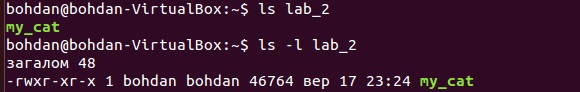 bohdan@bohdan-VirtualBox:~$ ls lab_2
my_cat
bohdan@bohdan-VirtualBox:~$ ls -l lab_2
загалом 48
-rwxr-xr-x 1 bohdan bohdan 46764 вер 17 23:24 my_cat